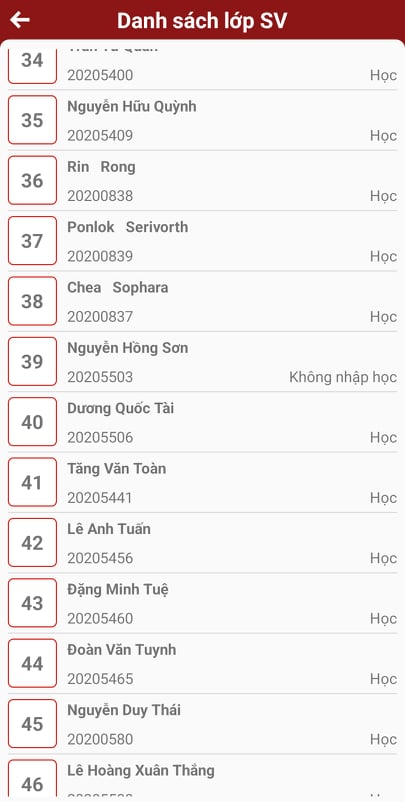 Danh sách lớp SV
34
20205400
Học
35
Nguyễn Hữu Quỳnh
20205409
Học
36
Rin Rong
20200838
Học
37
Ponlok Serivorth
20200839
Học
38
Chea Sophara
20200837
Học
39
Nguyễn Hồng Sơn
20205503
Không nhập học
40
Dương Quốc Tài
20205506
Học
41
Tăng Văn Toàn
20205441
Học
42
Lê Anh Tuấn
20205456
Học
43
Đặng Minh Tuệ
20205460
Học
44
Đoàn Văn Tuynh
20205465
Học
45
Nguyễn Duy Thái
20200580
Học
46
Lê Hoàng Xuân Thắng